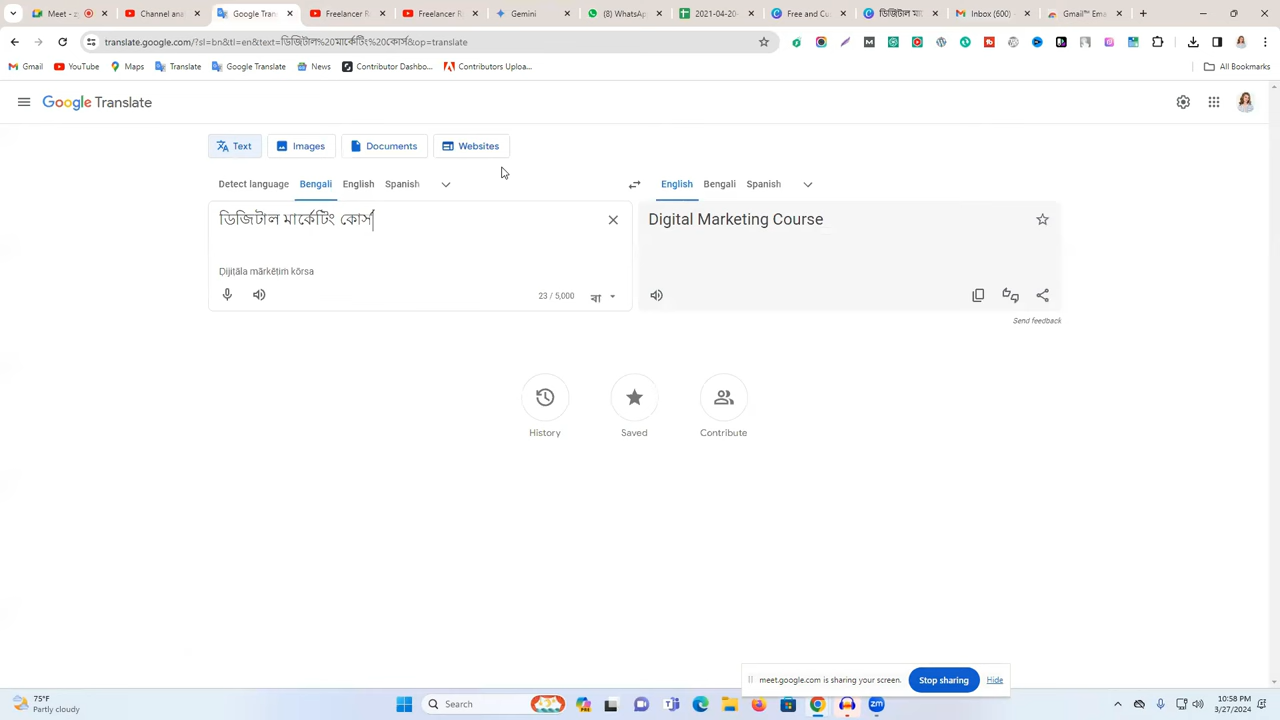 Meet – z
Channel cor
Google Tran
Freelancer R
Freelancer R
Gemini
(8) WhatsAp
2021-04-20
Free and Cu
ডিজিটাল মা
Inbox (700)
Gmail™ Ema
translate.google.com/?sl=bn&tl=en&text=ডিজিটাল%20মার্কেটিং%20কোর্স&op=translate
Gmail
YouTube
Maps
Translate
Google Translate
News
Contributor Dashbo...
Contributors Uploa...
All Bookmarks
Google Translate
Text
Images
Documents
Websites
Detect language
Bengali
English
Spanish
English
Bengali
Spanish
ডিজিটাল মার্কেটিং কোর্স
Digital Marketing Course
Ḍijiṭāla mārkēṭiṁ kōrsa
23 / 5,000
বা
Send feedback
History
Saved
Contribute
meet.google.com is sharing your screen.
Stop sharing
Hide
75°F
Partly cloudy
Search
10:58 PM
3/27/2024